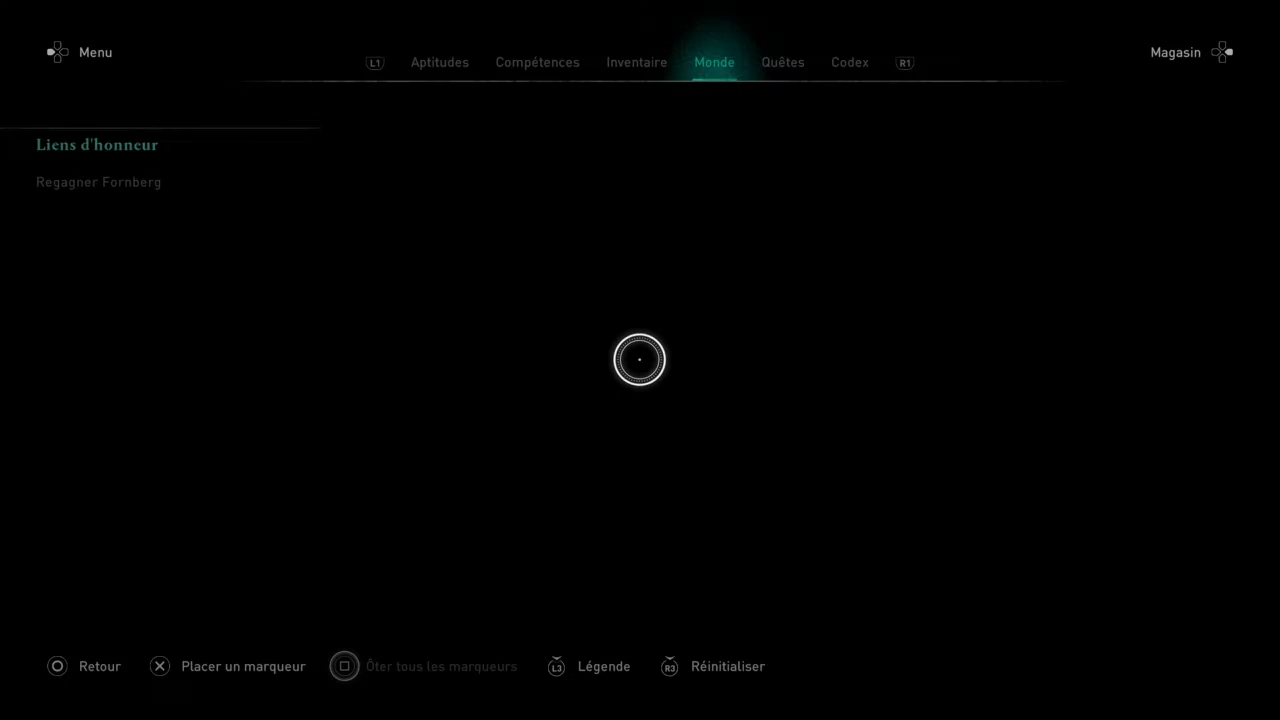 Menu
L1 Aptitudes Compétences Inventaire Monde Quêtes Codex R1
Magasin
Liens d'honneur
Regagner Fornberg
Retour Placer un marqueur Ôter tous les marqueurs L3 Légende R3 Réinitialiser